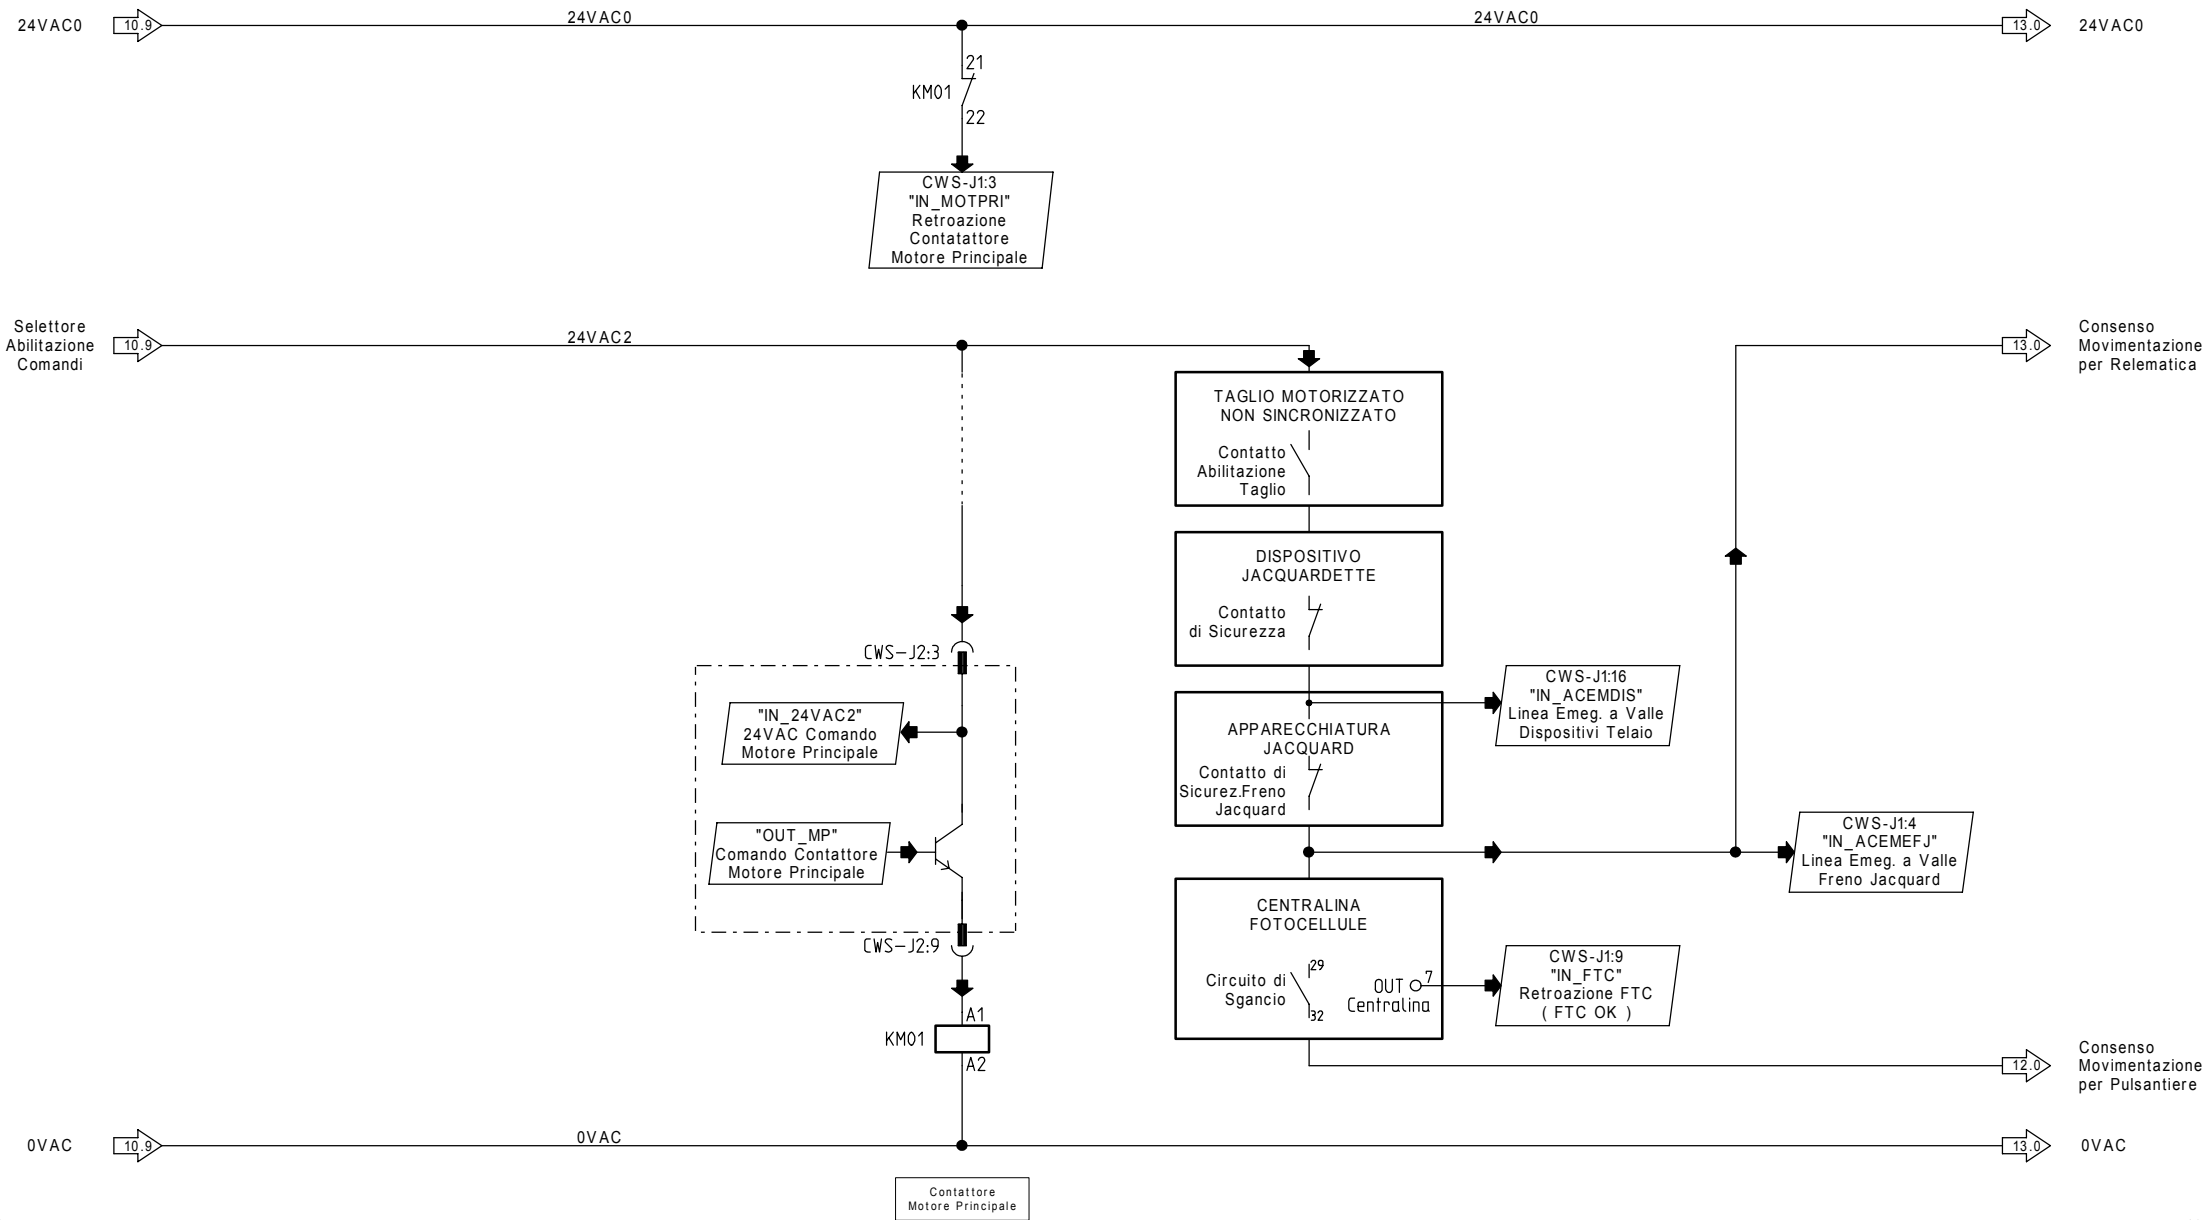 24VAC0
10.9
24VAC0
24VAC0
13.0
24VAC0
21
KM01
22
CWS-J1:3
"IN_MOTPRI"
Retroazione
Contatattore
Motore Principale
Selettore
Abilitazione
Comandi
10.9
24VAC2
13.0
Consenso
Movimentazione
per Relematica
TAGLIO MOTORIZZATO
NON SINCRONIZZATO
Contatto
Abilitazione
Taglio
DISPOSITIVO
JACQUARDETTE
Contatto
di Sicurezza
CWS-J2:3
CWS-J1:16
"IN_ACEMDIS"
Linea Emeg. a Valle
Dispositivi Telaio
"IN_24VAC2"
24VAC Comando
Motore Principale
APPARECCHIATURA
JACQUARD
Contatto di
Sicurez.Freno
Jacquard
"OUT_MP"
Comando Contattore
Motore Principale
CWS-J1:4
"IN_ACEMEFJ"
Linea Emeg. a Valle
Freno Jacquard
CENTRALINA
FOTOCELLULE
CWS-J2:9
Circuito di
Sgancio
29
32
OUT
Centralina
7
CWS-J1:9
"IN_FTC"
Retroazione FTC
( FTC OK )
A1
KM01
A2
12.0
Consenso
Movimentazione
per Pulsantiere
0VAC
10.9
0VAC
13.0
0VAC
Contattore
Motore Principale